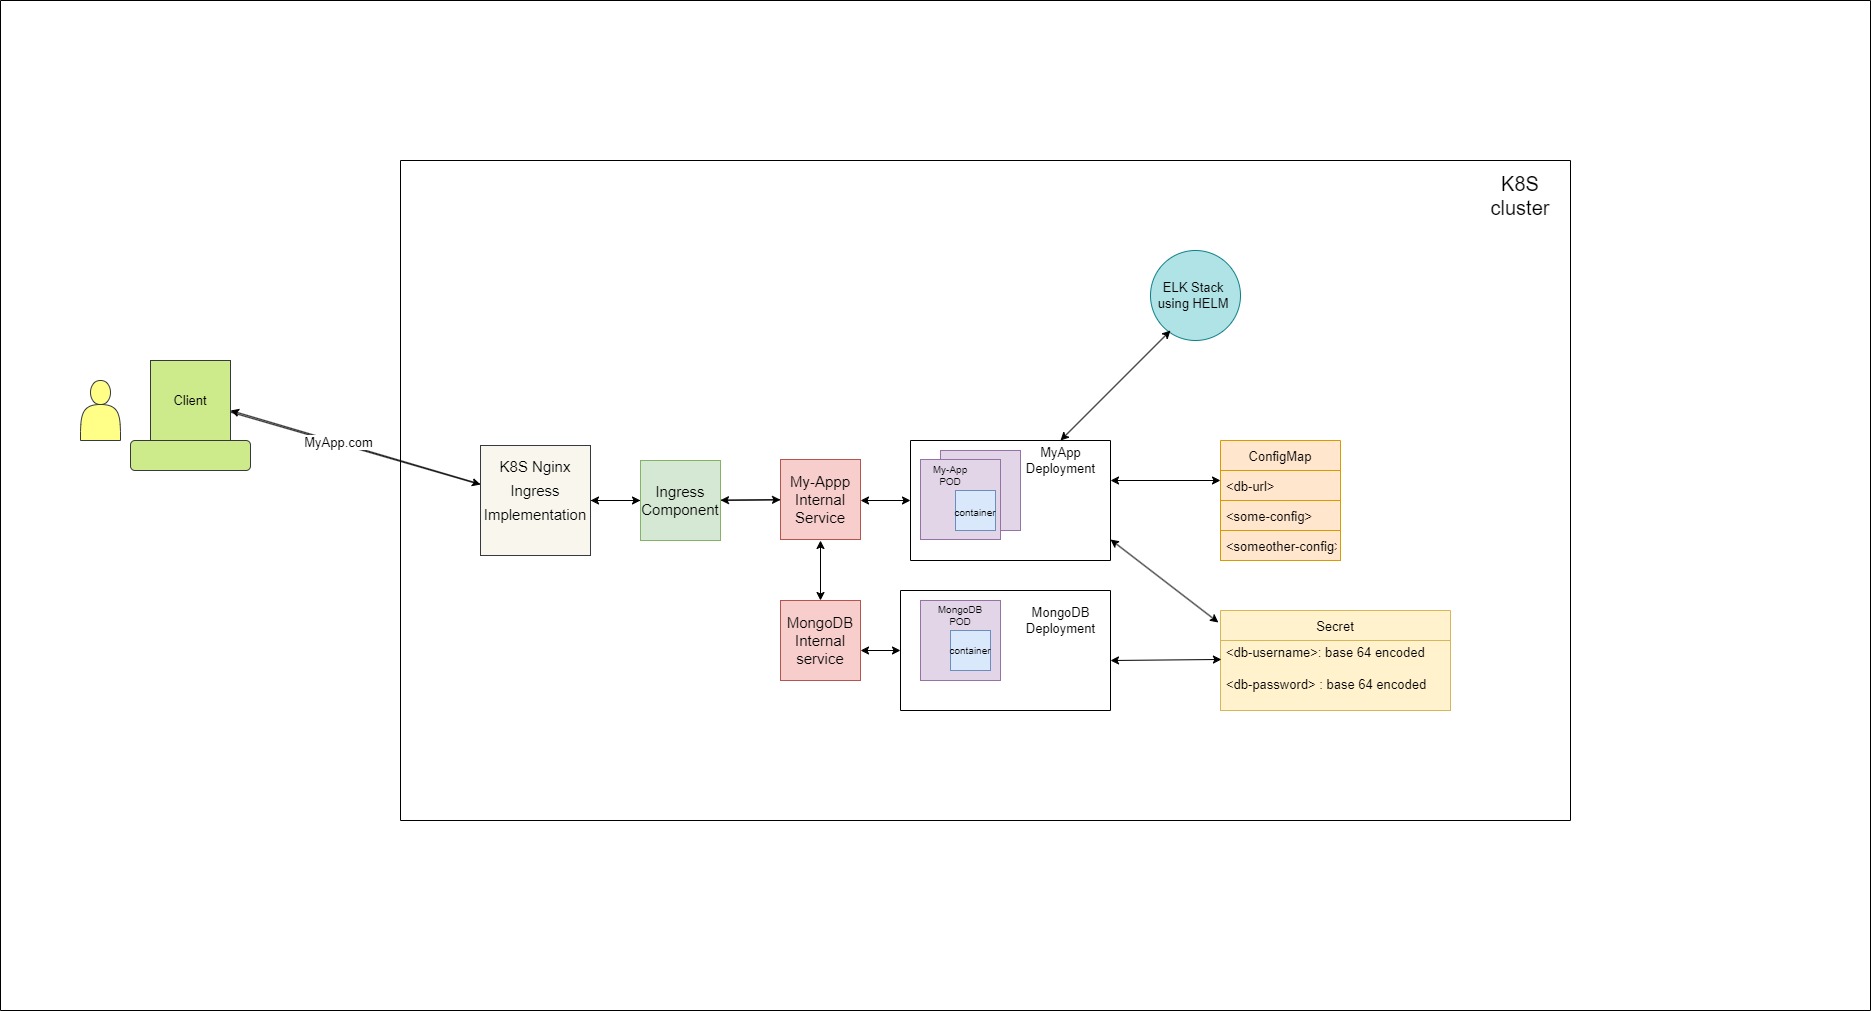 K8S
cluster
ELK Stack
using HELM
Client
MyApp.com
K8S Nginx
Ingress
Implementation
Ingress
Component
My-Appp
Internal
Service
My-App
POD
container
MyApp
Deployment
ConfigMap
<db-url>
<some-config>
<someother-config>
MongoDB
Internal
service
MongoDB
POD
container
MongoDB
Deployment
Secret
<db-username>: base 64 encoded
<db-password> : base 64 encoded